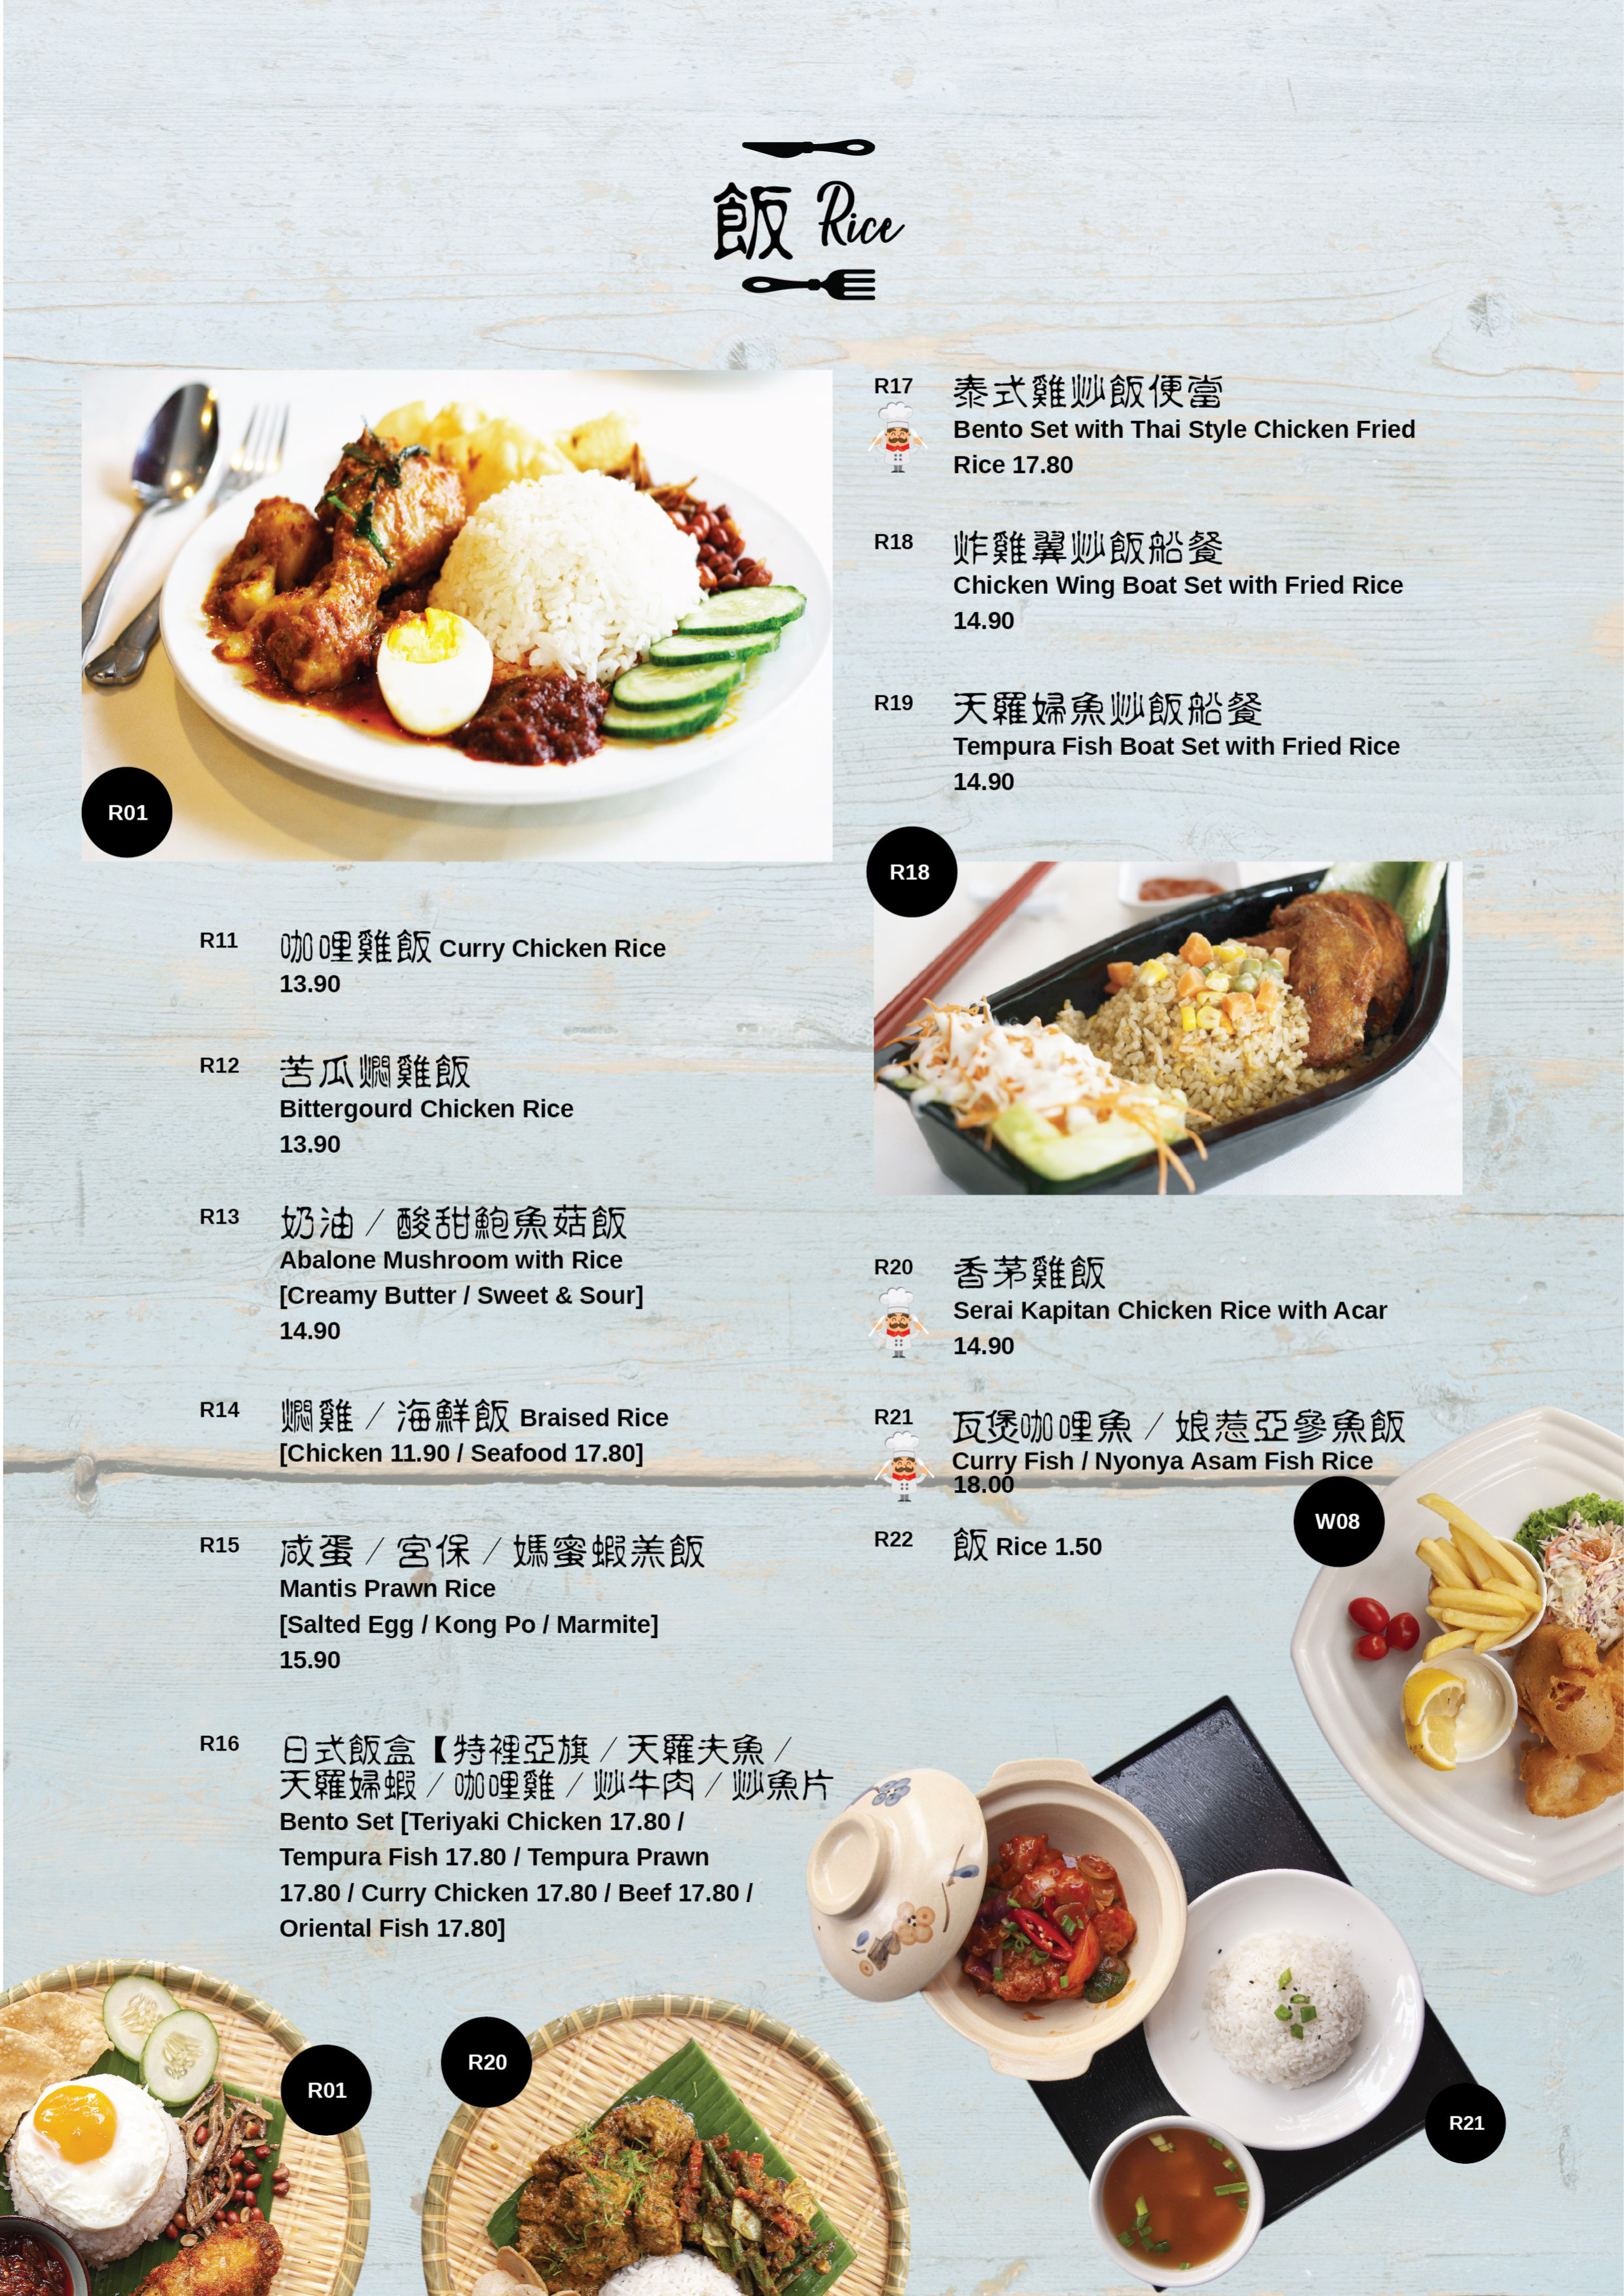 飯 Rice
R01
R11 咖哩雞飯 Curry Chicken Rice
13.90
R12 苦瓜燜雞飯
Bittergourd Chicken Rice
13.90
R13 奶油 / 酸甜鮑魚菇飯
Abalone Mushroom with Rice
[Creamy Butter / Sweet & Sour]
14.90
R14 燜雞 / 海鮮飯 Braised Rice
[Chicken 11.90 / Seafood 17.80]
R15 咸蛋 / 宮保 / 媽蜜蝦羔飯
Mantis Prawn Rice
[Salted Egg / Kong Po / Marmite]
15.90
R16 日式飯盒【特裡亞旗 / 天羅夫魚 /
天羅婦蝦 / 咖哩雞 / 炒牛肉 / 炒魚片
Bento Set [Teriyaki Chicken 17.80 /
Tempura Fish 17.80 / Tempura Prawn
17.80 / Curry Chicken 17.80 / Beef 17.80 /
Oriental Fish 17.80]
R17 泰式雞炒飯便當
Bento Set with Thai Style Chicken Fried
Rice 17.80
R18 炸雞翼炒飯船餐
Chicken Wing Boat Set with Fried Rice
14.90
R19 天羅婦魚炒飯船餐
Tempura Fish Boat Set with Fried Rice
14.90
R18
R20 香茅雞飯
Serai Kapitan Chicken Rice with Acar
14.90
R21 瓦煲咖哩魚 / 娘惹亞參魚飯
Curry Fish / Nyonya Asam Fish Rice
18.00
R22 飯 Rice 1.50
W08
R01
R20
R21